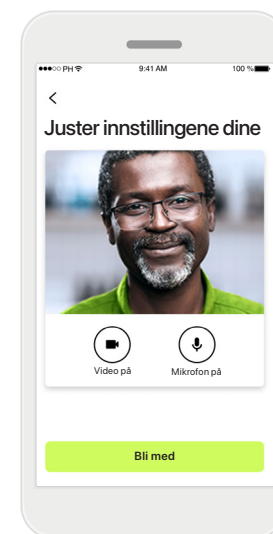 PH 9:41 AM 100 %
Juster innstillingene dine
Video på Mikrofon på
Bli med